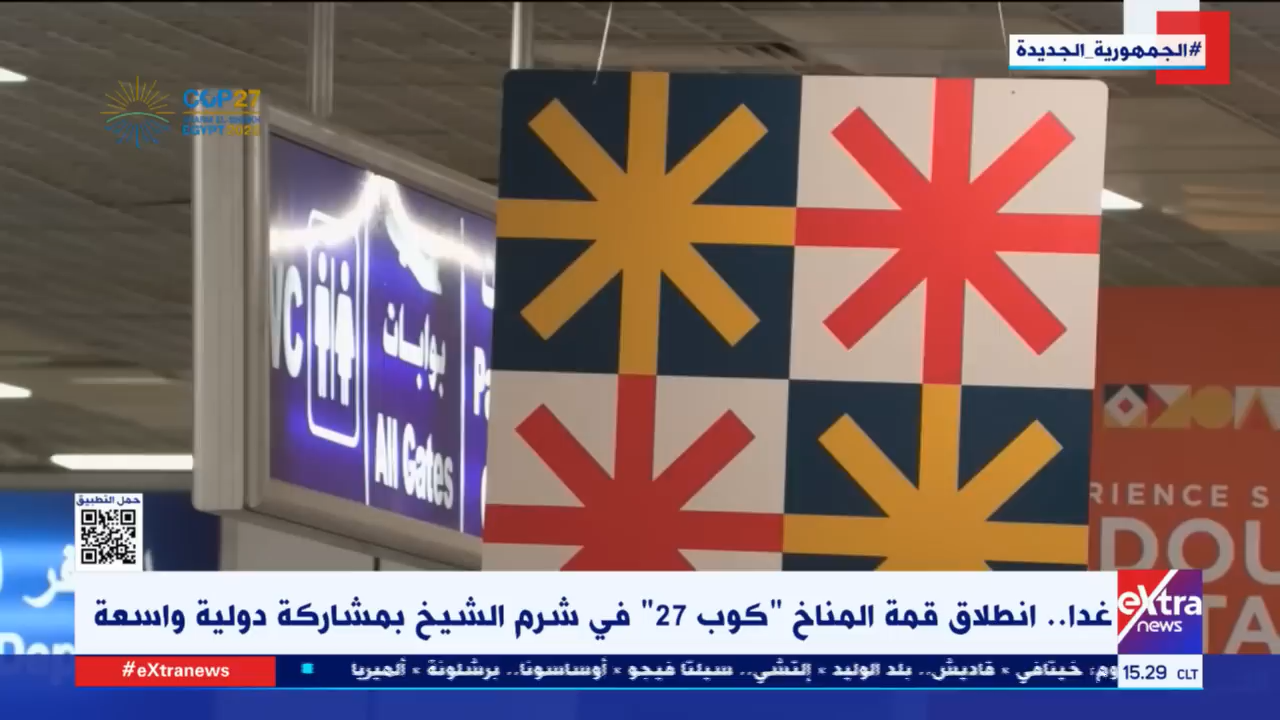 #الجمهورية_الجديدة
COP27
EGYPT
بوابات
All Gates
RIENCE S
DOU
TA
حمل التطبيق
غدا.. انطلاق قمة المناخ "كوب 27" في شرم الشيخ بمشاركة دولية واسعة
eXtra
news
#eXtranews
خيتافي × قاديش.. بلد الوليد × إلتشي.. سيلتا فيجو × أوساسونا.. برشلونة × ألميريا
15.29 CLT